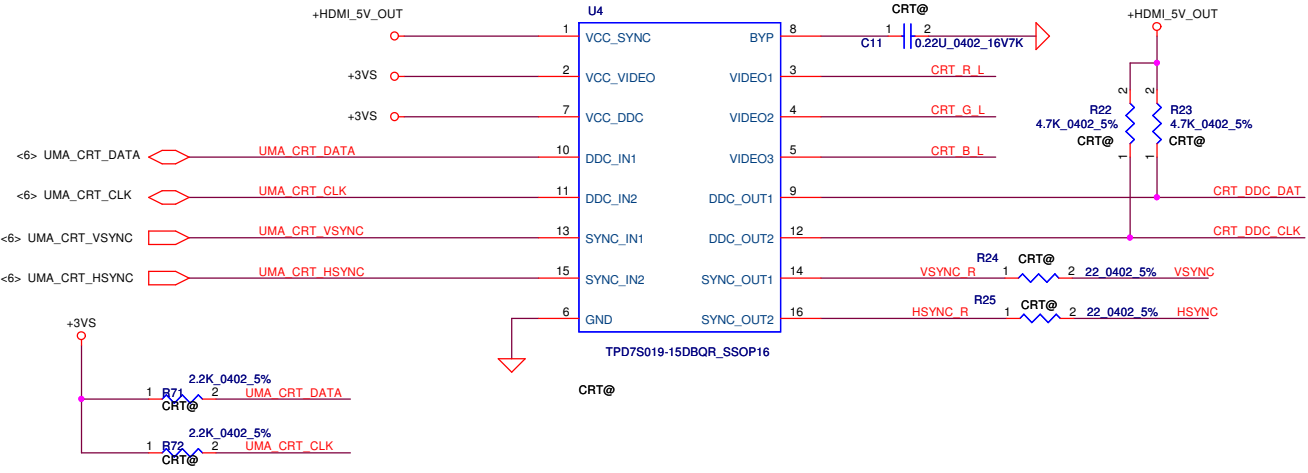 +HDMI_5V_OUT U4 CRT@ +HDMI_5V_OUT
1 VCC_SYNC BYP 8 C11 1 2 0.22U_0402_16V7K
+3VS 2 VCC_VIDEO VIDEO1 3 CRT_R_L
+3VS 7 VCC_DDC VIDEO2 4 CRT_G_L
2 2
R22 R23
4.7K_0402_5% 4.7K_0402_5%
CRT@ CRT@
1 1
<6> UMA_CRT_DATA UMA_CRT_DATA 10 DDC_IN1 VIDEO3 5 CRT_B_L
<6> UMA_CRT_CLK UMA_CRT_CLK 11 DDC_IN2 DDC_OUT1 9 CRT_DDC_DAT
<6> UMA_CRT_VSYNC UMA_CRT_VSYNC 13 SYNC_IN1 DDC_OUT2 12 CRT_DDC_CLK
<6> UMA_CRT_HSYNC UMA_CRT_HSYNC 15 SYNC_IN2 SYNC_OUT1 14 VSYNC_R R24 1 CRT@ 2 22_0402_5% VSYNC
6 GND SYNC_OUT2 16 HSYNC_R R25 1 CRT@ 2 22_0402_5% HSYNC
TPD7S019-15DBQR_SSOP16
CRT@
+3VS
2.2K_0402_5%
1 R71 2 UMA_CRT_DATA
CRT@
2.2K_0402_5%
1 R72 2 UMA_CRT_CLK
CRT@